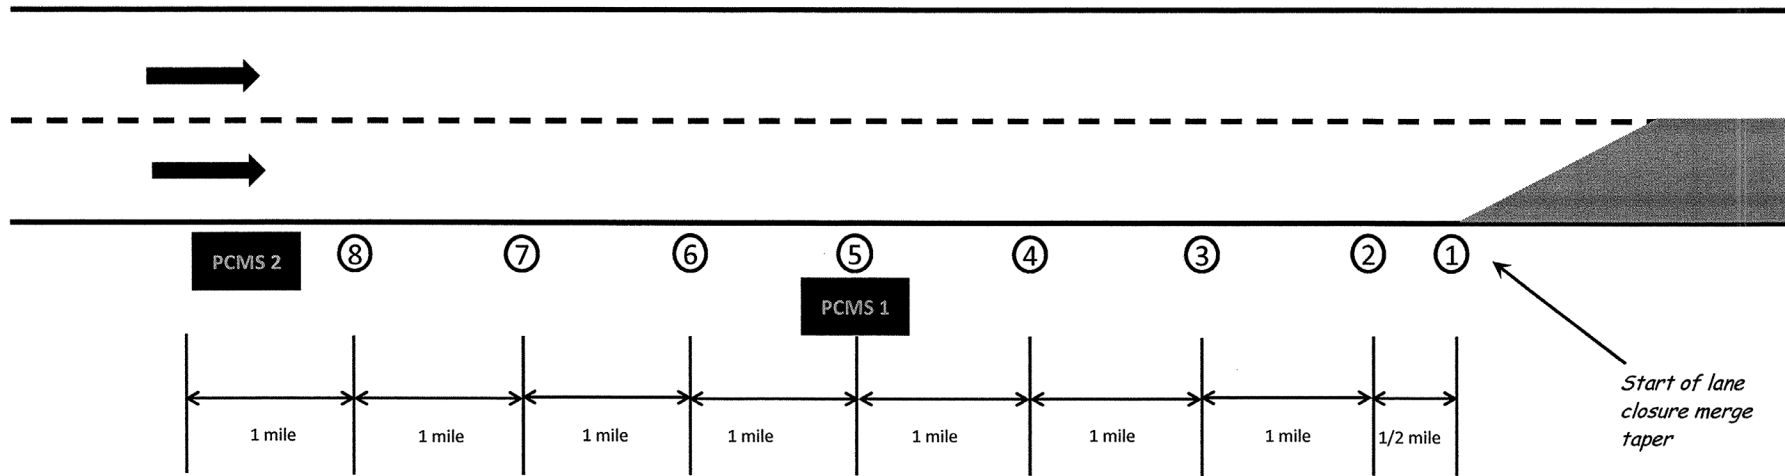 PCMS 2
8
7
6
5
4
3
2
1
PCMS 1
1 mile
1 mile
1 mile
1 mile
1 mile
1 mile
1 mile
1/2 mile
Start of lane
closure merge
taper